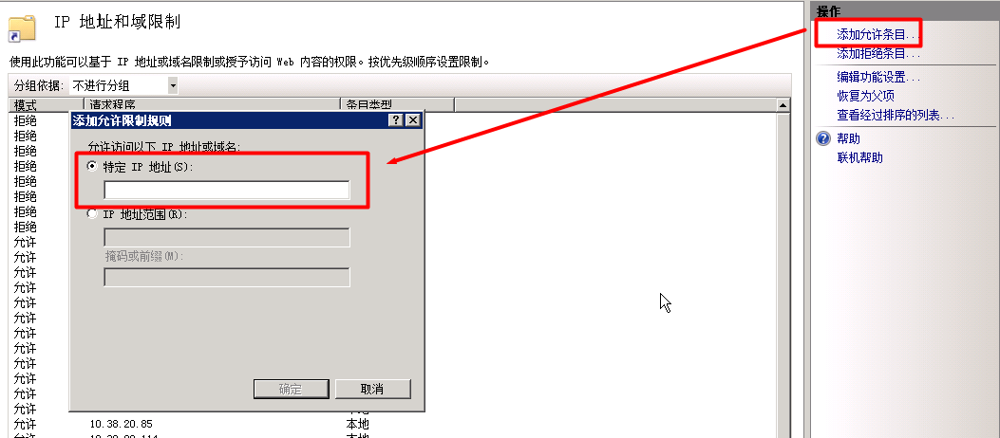 IP 地址和域限制
使用此功能可以基于 IP 地址或域名限制或授予访问 Web 内容的权限。按优先级顺序设置限制。
分组依据: 不进行分组
模式 请求程序 条目类型
拒绝
拒绝
拒绝
拒绝
拒绝
拒绝
拒绝
拒绝
允许
允许
允许
允许
允许
允许
允许
允许
允许
允许
允许
允许
允许 10.38.20.85 本地
允许 本地
添加允许限制规则
允许访问以下 IP 地址或域名:
特定 IP 地址(S):
IP 地址范围(R):
掩码或前缀(M):
确定 取消
操作
添加允许条目...
添加拒绝条目...
编辑功能设置...
恢复为父项
查看经过排序的列表...
帮助
联机帮助